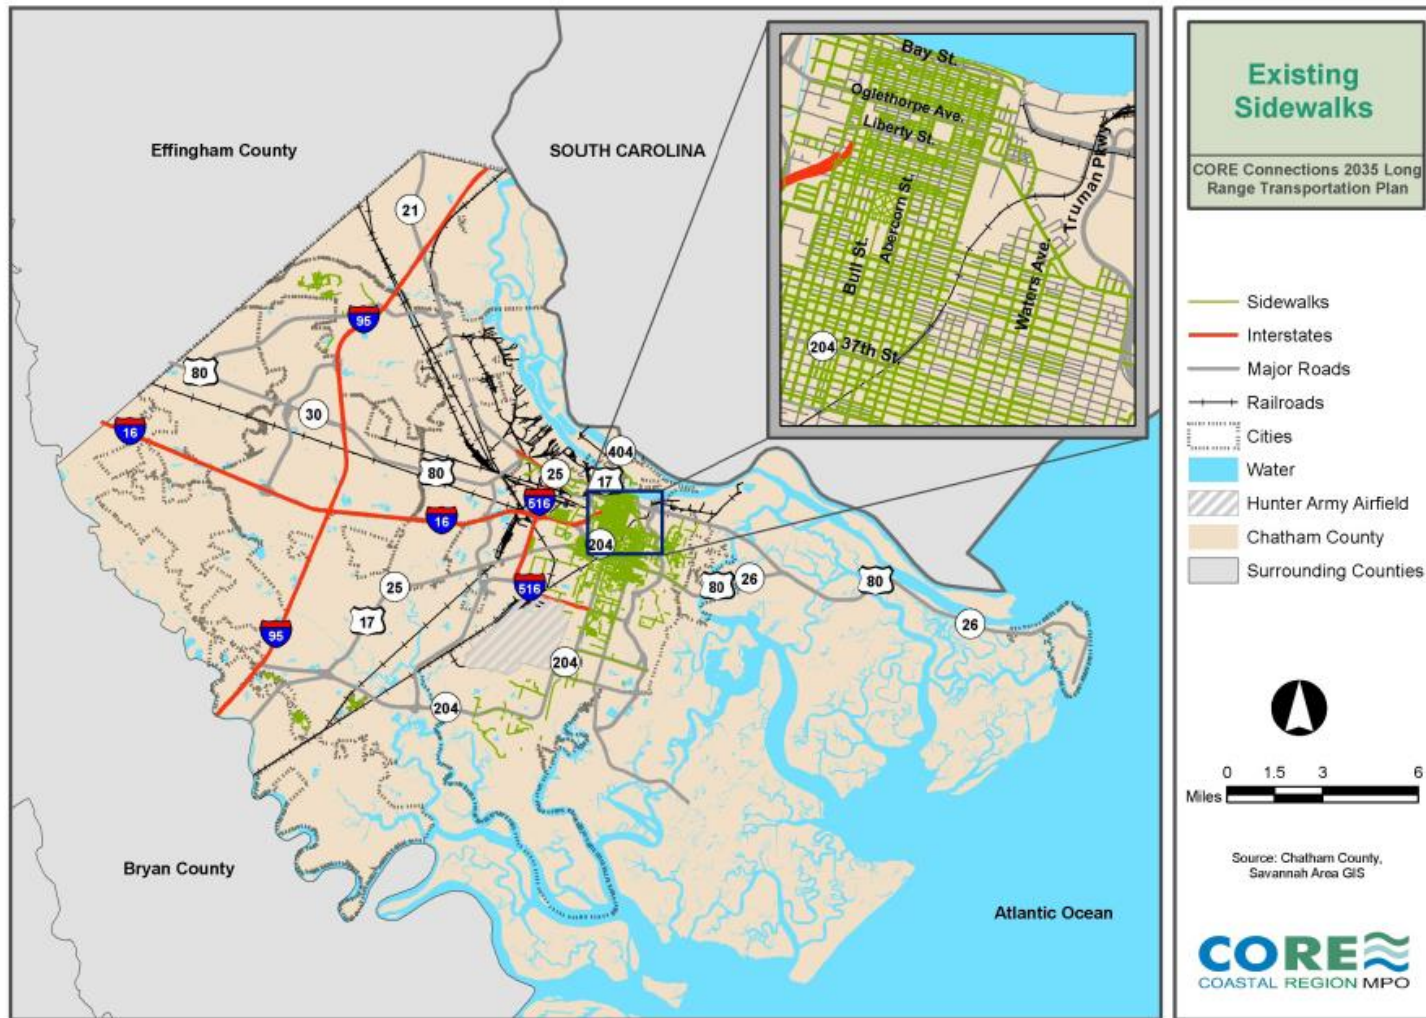 Effingham County
SOUTH CAROLINA
21
95
80
30
16
80
25
404
17
516
16
204
25
516
80
26
80
26
17
95
204
204
Bryan County
Atlantic Ocean
Bay St.
Oglethorpe Ave.
Liberty St.
Truman Pkwy
Abercorn St.
Bull St.
Waters Ave.
204
37th St.
Existing
Sidewalks
CORE Connections 2035 Long
Range Transportation Plan
Sidewalks
Interstates
Major Roads
Railroads
Cities
Water
Hunter Army Airfield
Chatham County
Surrounding Counties
0 1.5 3 6
Miles
Source: Chatham County,
Savannah Area GIS
CORE
COASTAL REGION MPO